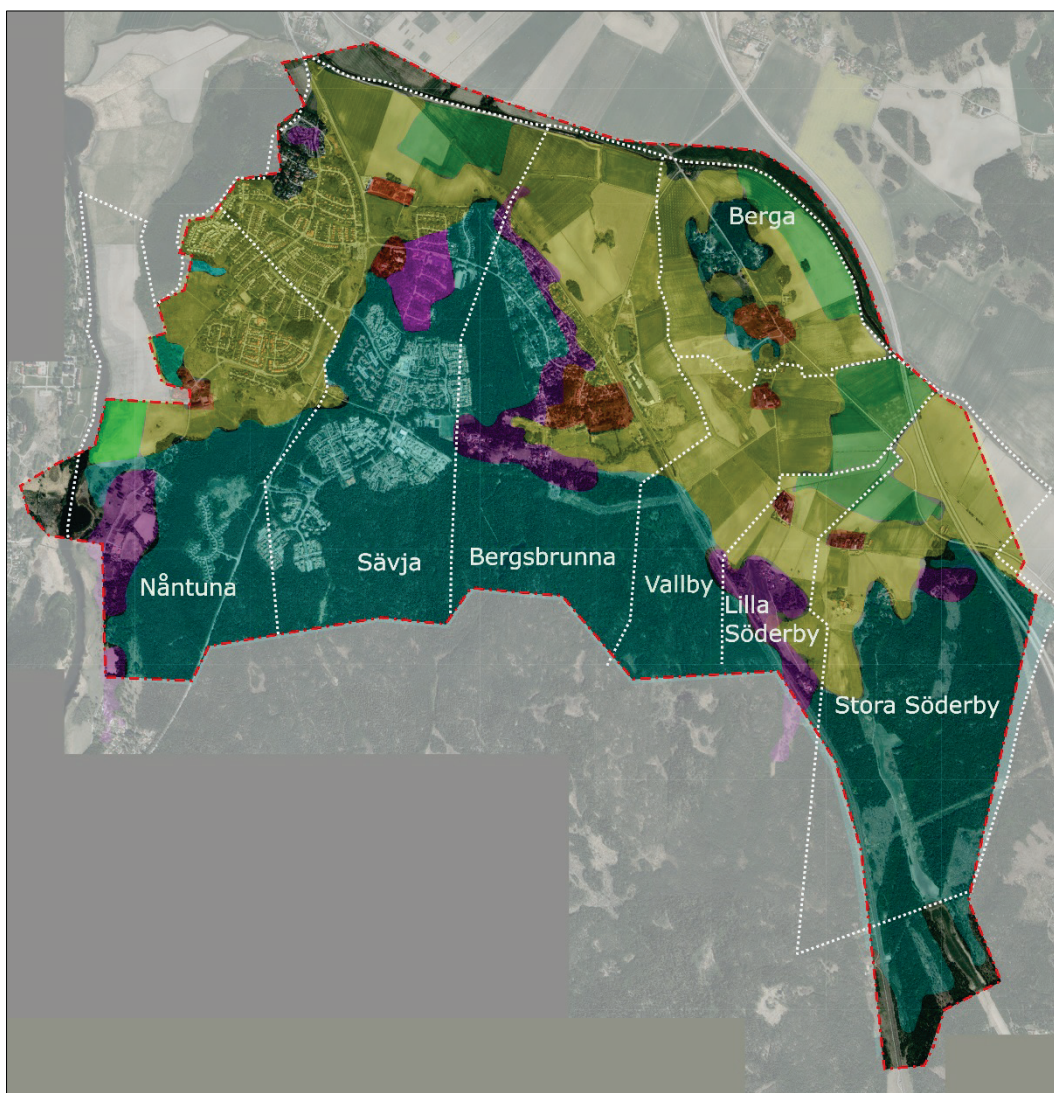 Berga
Nåntuna
Sävja
Bergsbrunna
Vallby
Lilla
Söderby
Stora Söderby